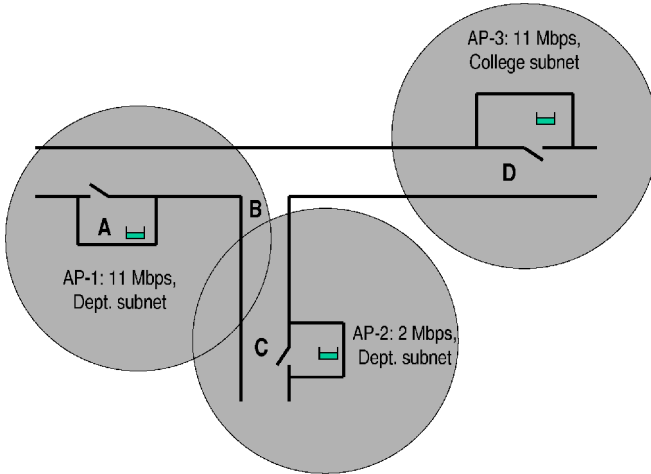 AP-3: 11 Mbps,
College subnet
D
B
A
AP-1: 11 Mbps,
Dept. subnet
C
AP-2: 2 Mbps,
Dept. subnet